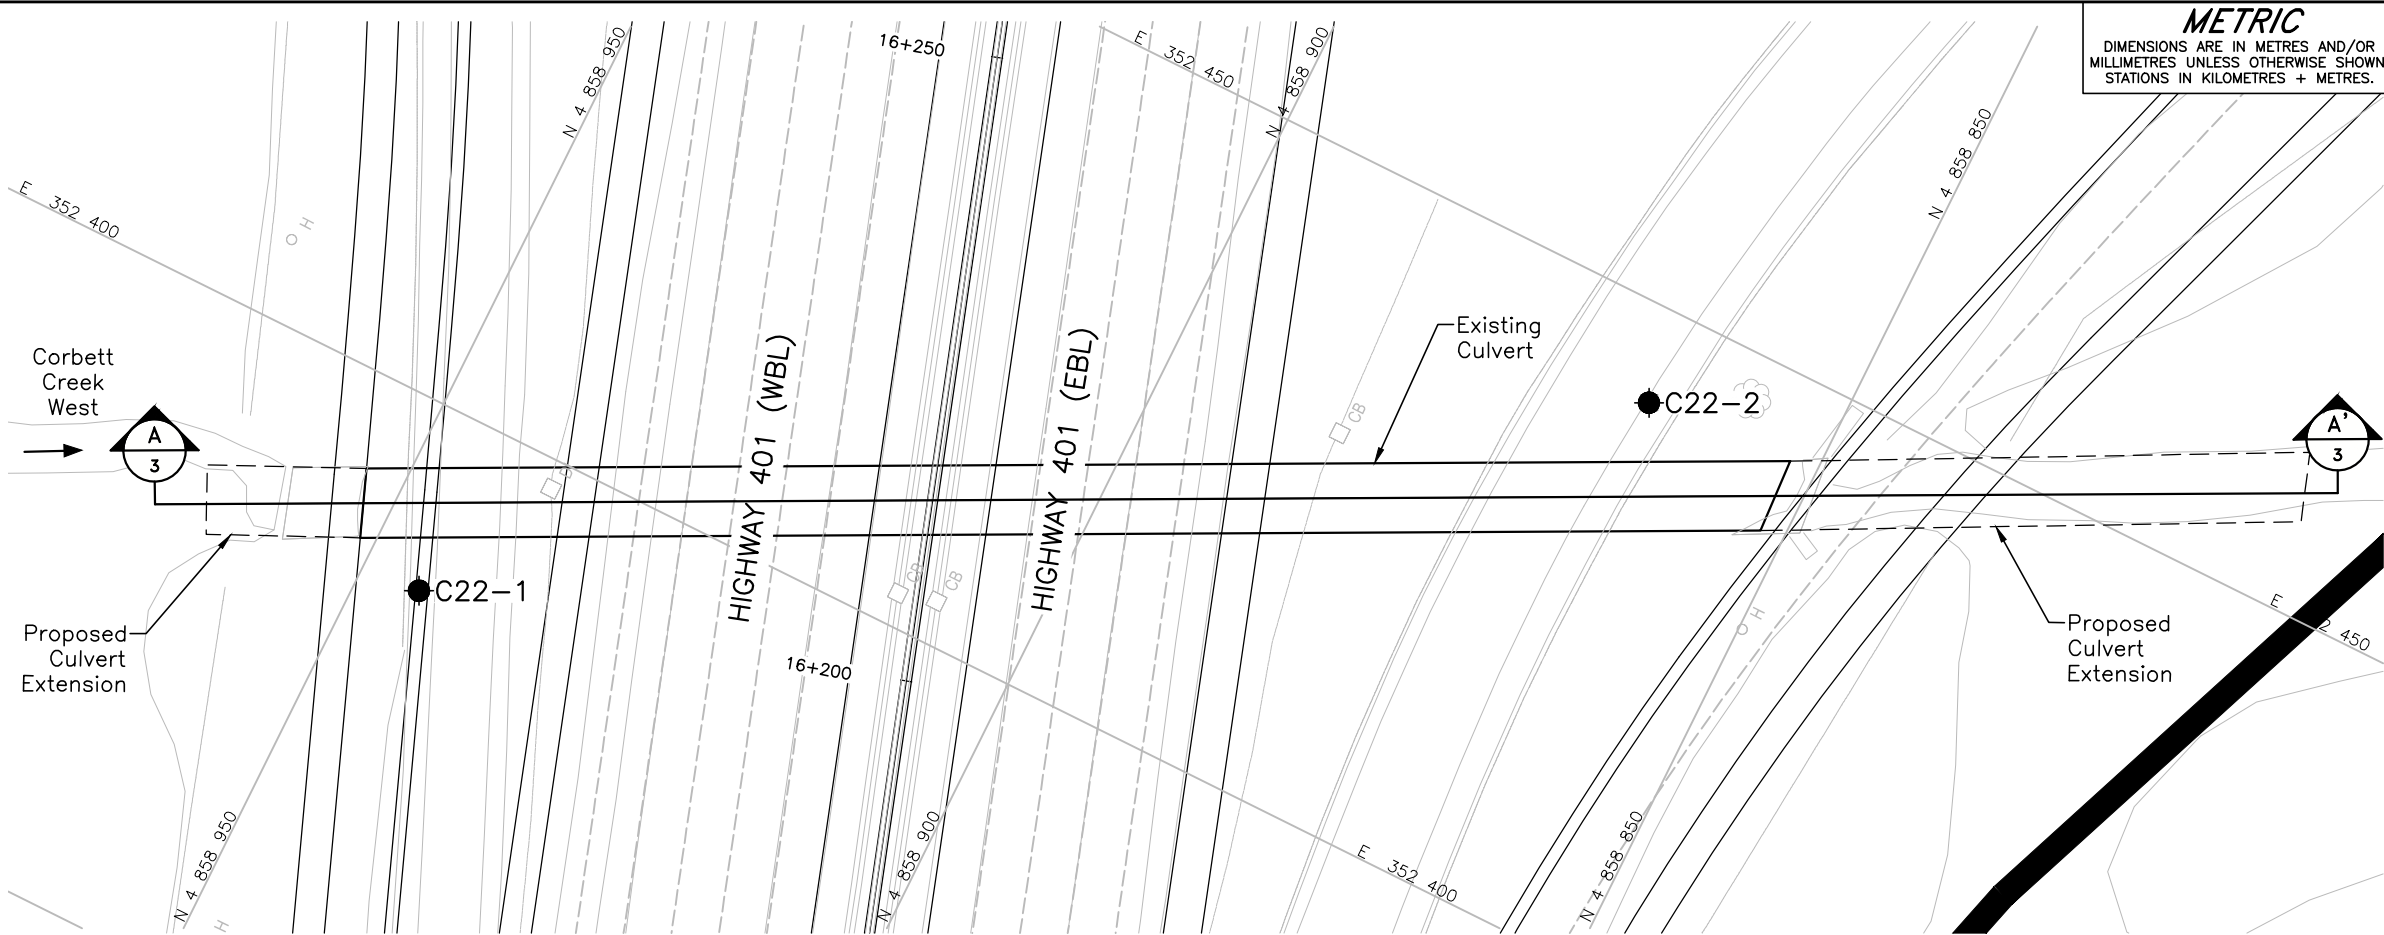 METRIC
DIMENSIONS ARE IN METRES AND/OR
MILLIMETRES UNLESS OTHERWISE SHOWN
STATIONS IN KILOMETRES + METRES.
16+250
N 4 858 950
E 352 450
N 4 858 900
N 4 858 850
E 352 400
H
Existing
Culvert
Corbett
Creek
West
A
3
HIGHWAY 401 (WBL)
HIGHWAY 401 (EBL)
CB
C22-2
A'
3
CB
CB
C22-1
H
Proposed
Culvert
Extension
16+200
Proposed
Culvert
Extension
E 2 450
N 4 858 950
N 4 858 900
E 352 400
N 4 858 850
H